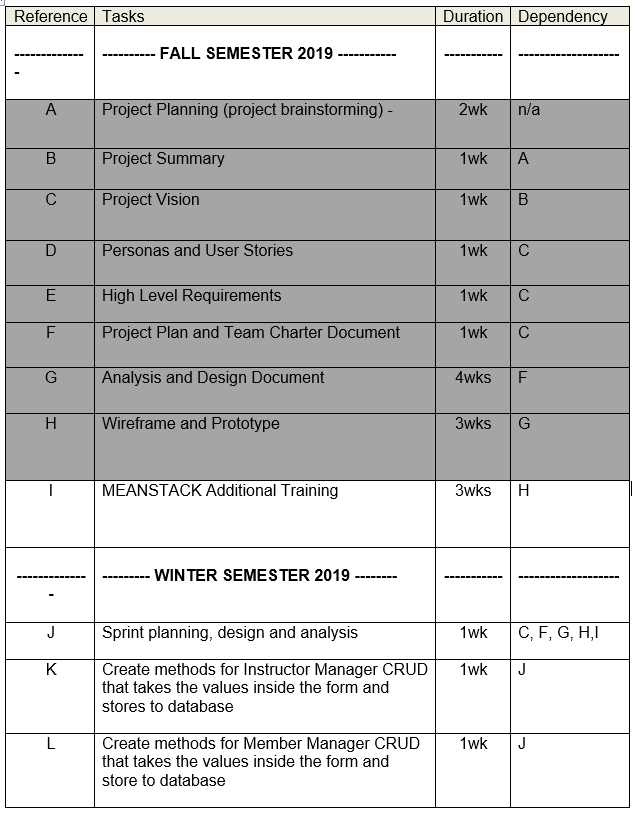 Reference Tasks Duration Dependency
------------- ---------- FALL SEMESTER 2019 ----------- ----------- -------------------
-
A Project Planning (project brainstorming) - 2wk n/a
B Project Summary 1wk A
C Project Vision 1wk B
D Personas and User Stories 1wk C
E High Level Requirements 1wk C
F Project Plan and Team Charter Document 1wk C
G Analysis and Design Document 4wks F
H Wireframe and Prototype 3wks G
I MEANSTACK Additional Training 3wks H
------------- --------- WINTER SEMESTER 2019 -------- ----------- -------------------
-
J Sprint planning, design and analysis 1wk C, F, G, H,I
K Create methods for Instructor Manager CRUD 1wk J
that takes the values inside the form and
stores to database
L Create methods for Member Manager CRUD 1wk J
that takes the values inside the form and
store to database